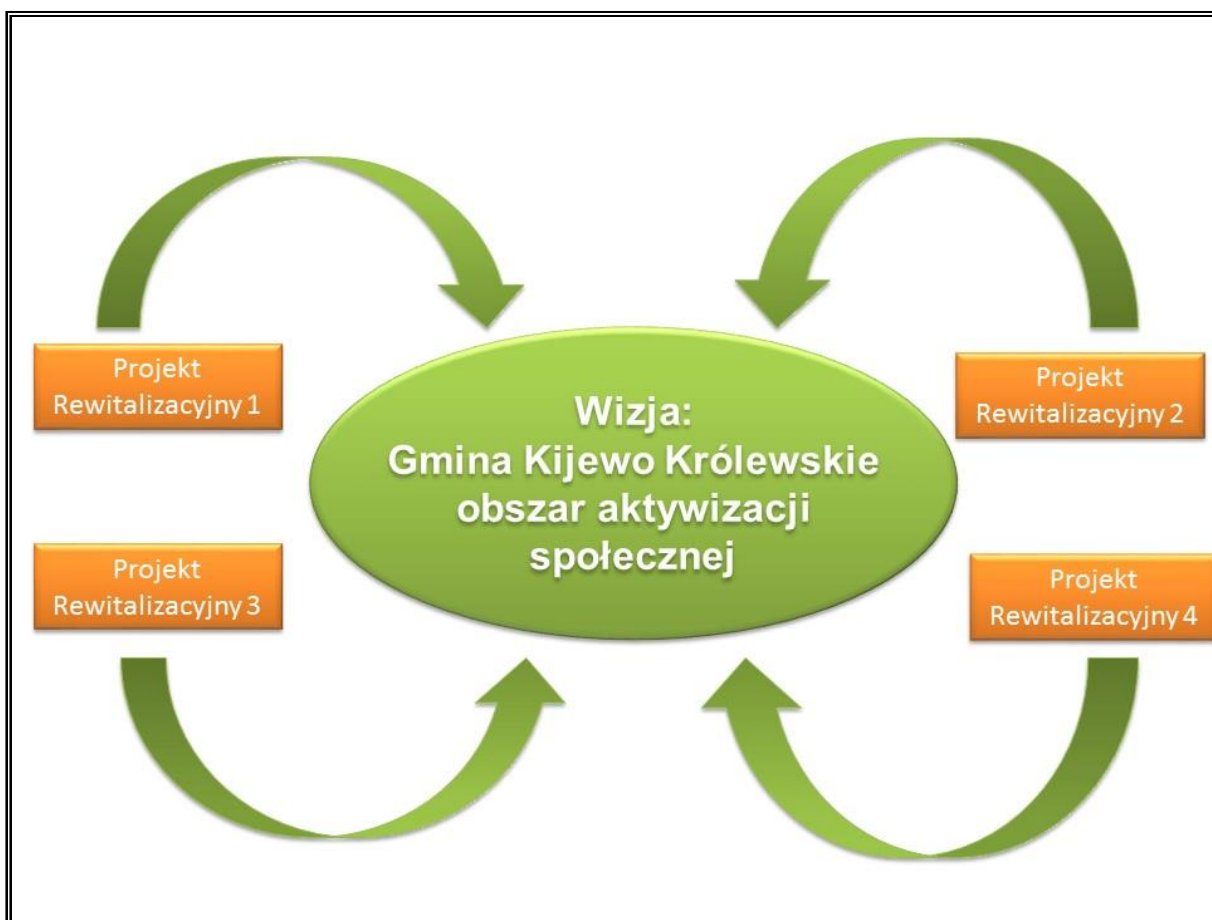 Projekt
Rewitalizacyjny 1
Projekt
Rewitalizacyjny 2
Wizja:
Gmina Kijewo Królewskie
obszar aktywizacji
społecznej
Projekt
Rewitalizacyjny 3
Projekt
Rewitalizacyjny 4